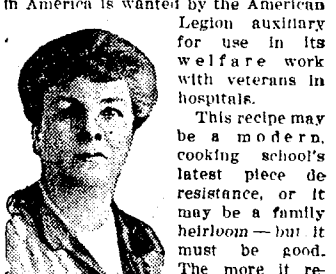 in America is wanted by the American
Legion auxiliary
for use in its
welfare work
with veterans in
hospitals.
This recipe may
be a modern,
cooking school's
latest piece de
resistance, or it
may be a family
heirloom — but it
must be good.
The more it re-